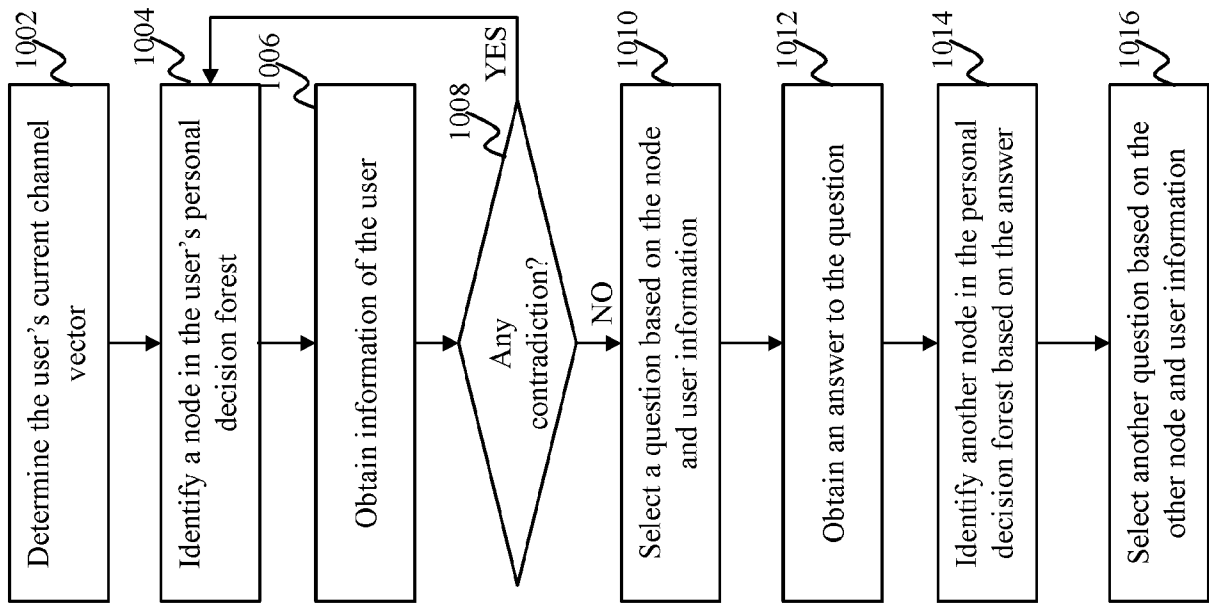 1002
Determine the user's current channel
vector
1004
Identify a node in the user's personal
decision forest
1006
Obtain information of the user
1008
Any
contradiction?
YES
NO
1010
Select a question based on the node
and user information
1012
Obtain an answer to the question
1014
Identify another node in the personal
decision forest based on the answer
1016
Select another question based on the
other node and user information